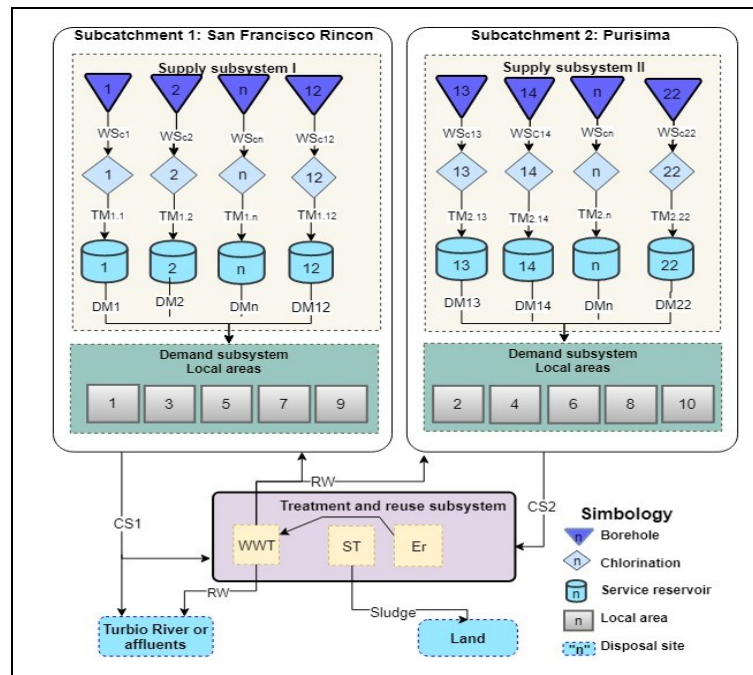 Subcatchment 1: San Francisco Rincon
Supply subsystem I
1 2 n 12
WSc1 WSc2 WScn WSc12
1 2 n 12
TM1.1 TM1.2 TM1.n TM1.12
1 2 n 12
DM1 DM2 DMn DM12
Demand subsystem
Local areas
1 3 5 7 9
Subcatchment 2: Purisima
Supply subsystem II
13 14 n 22
WSc13 WSC14 WScn WSc22
13 14 n 22
TM2.13 TM2.14 TM2.n TM2.22
13 14 n 22
DM13 DM14 DMn DM22
Demand subsystem
Local areas
2 4 6 8 10
RW
CS1
CS2
Treatment and reuse subsystem
WWT ST Er
RW
Sludge
Turbio River or
affluents
Land
Simbology
n Borehole
n Chlorination
n Service reservoir
n Local area
"n" Disposal site